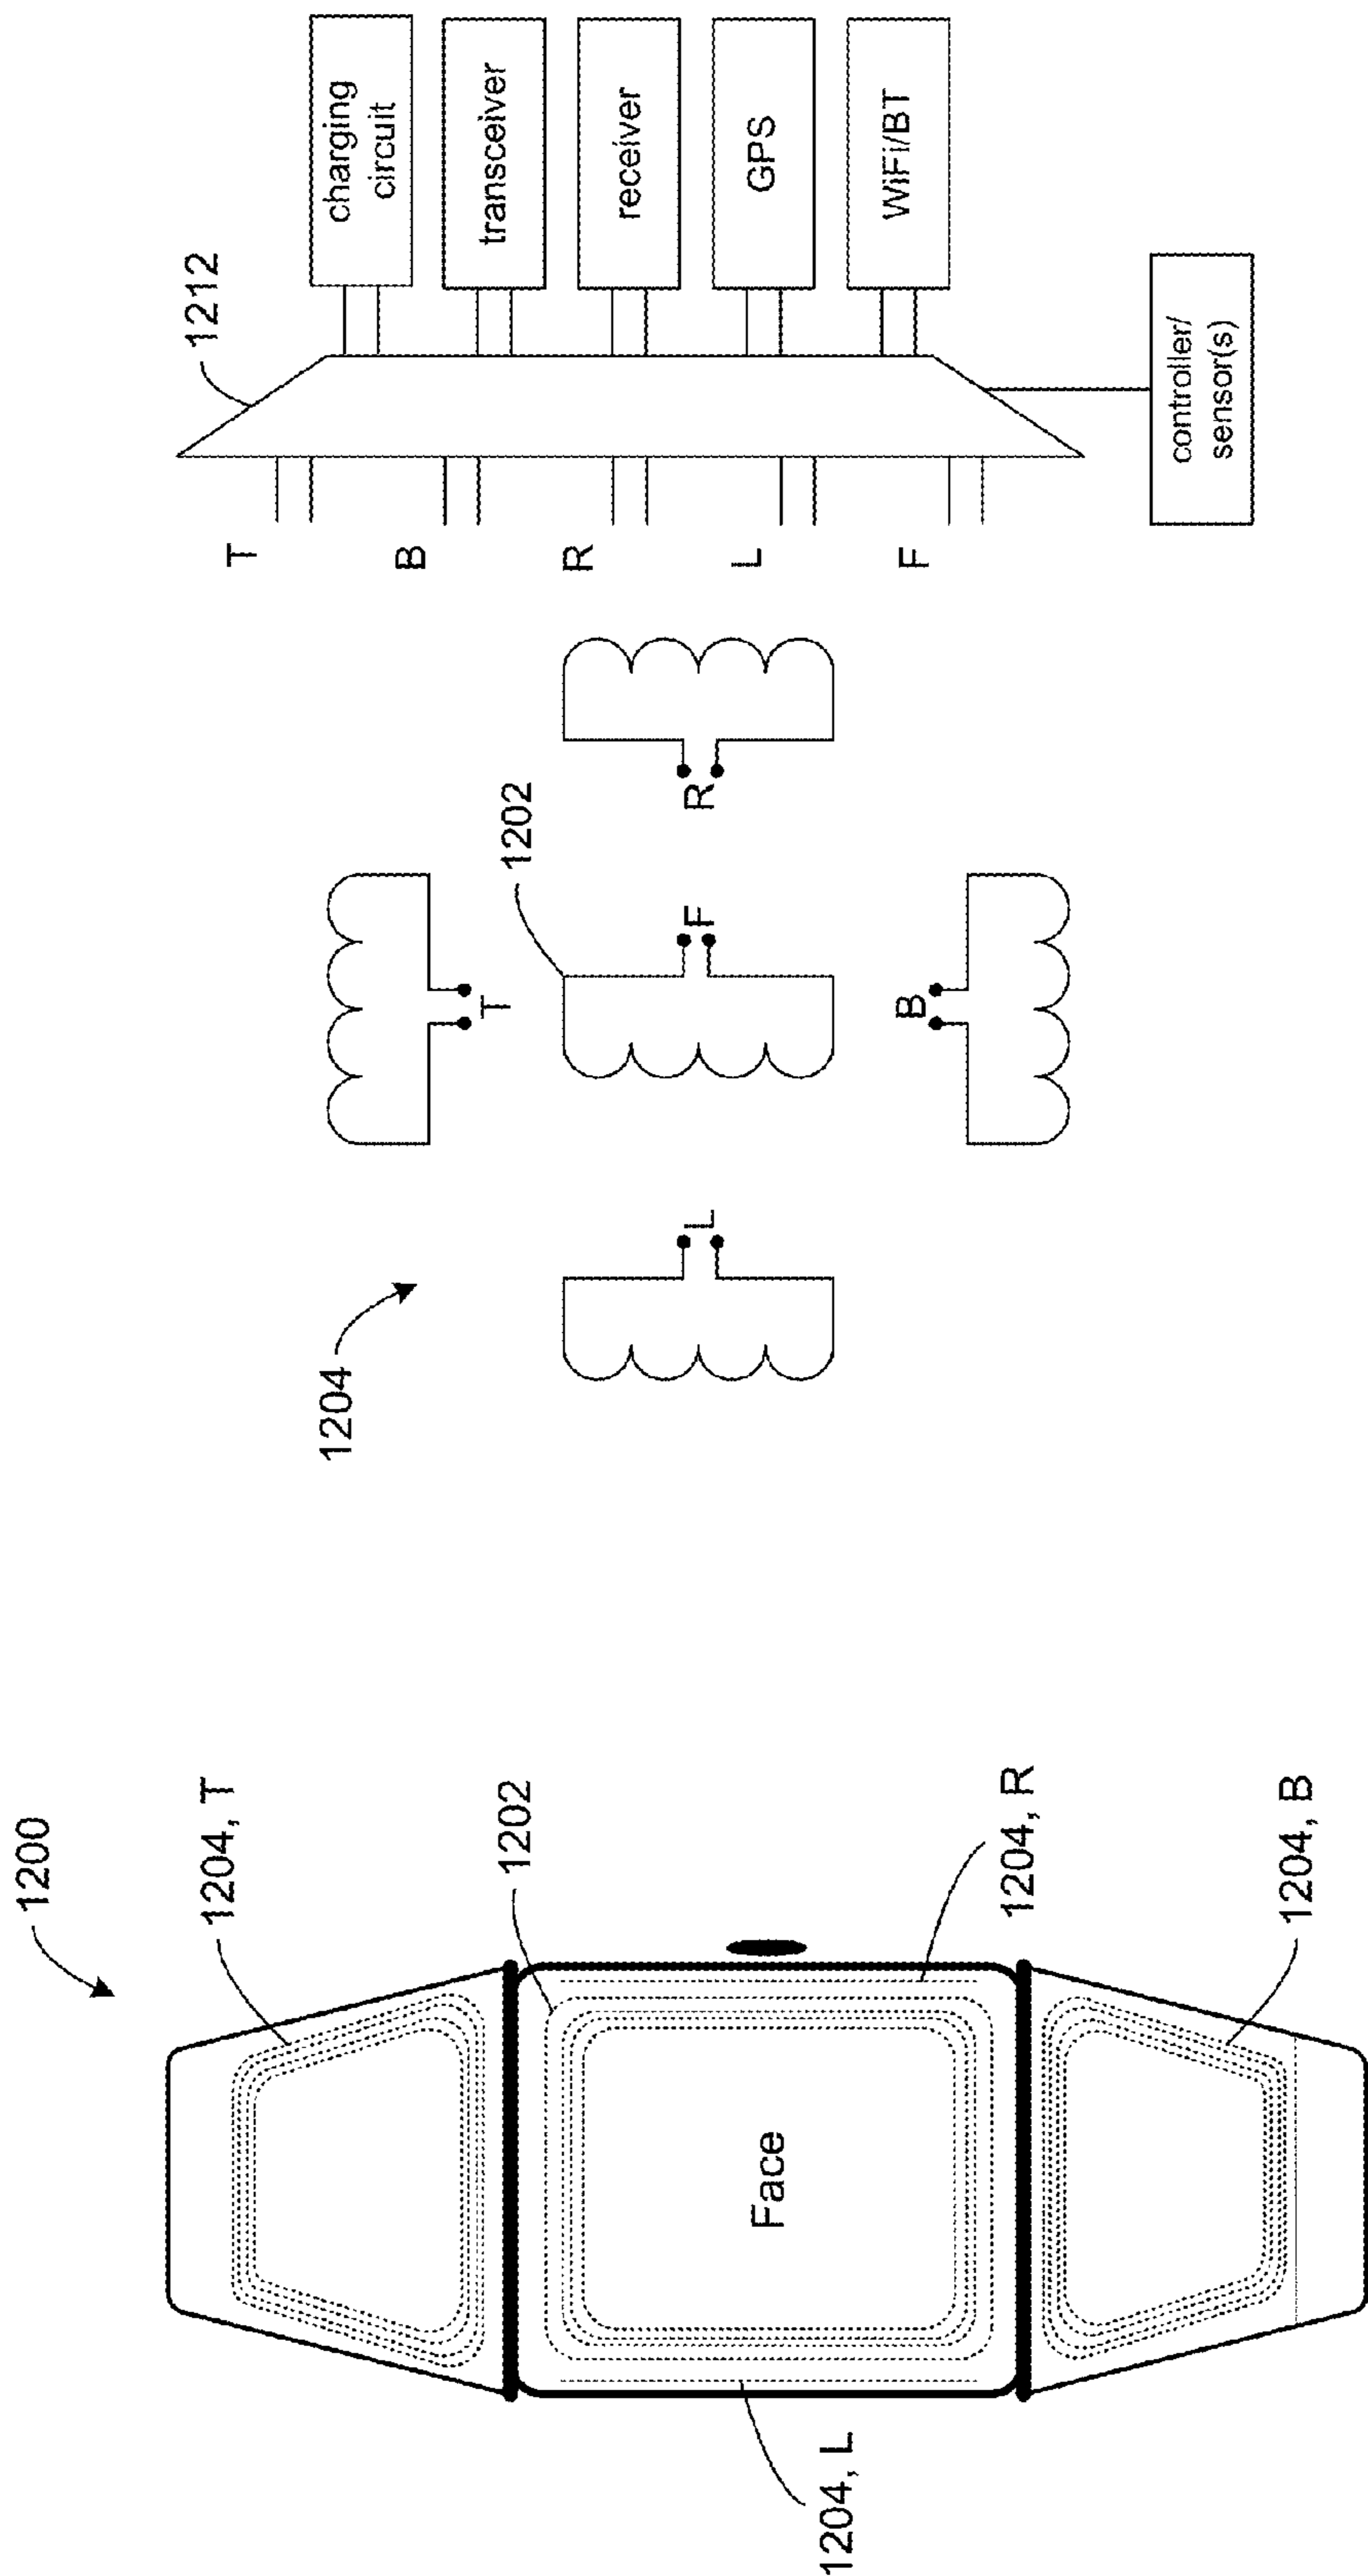 1200
1204, T
1202
Face
1204, L
1204, R
1204, B
1204
T
L
1202
F
R
B
1212
T
B
R
L
F
charging
circuit
transceiver
receiver
GPS
WiFi/BT
controller/
sensor(s)